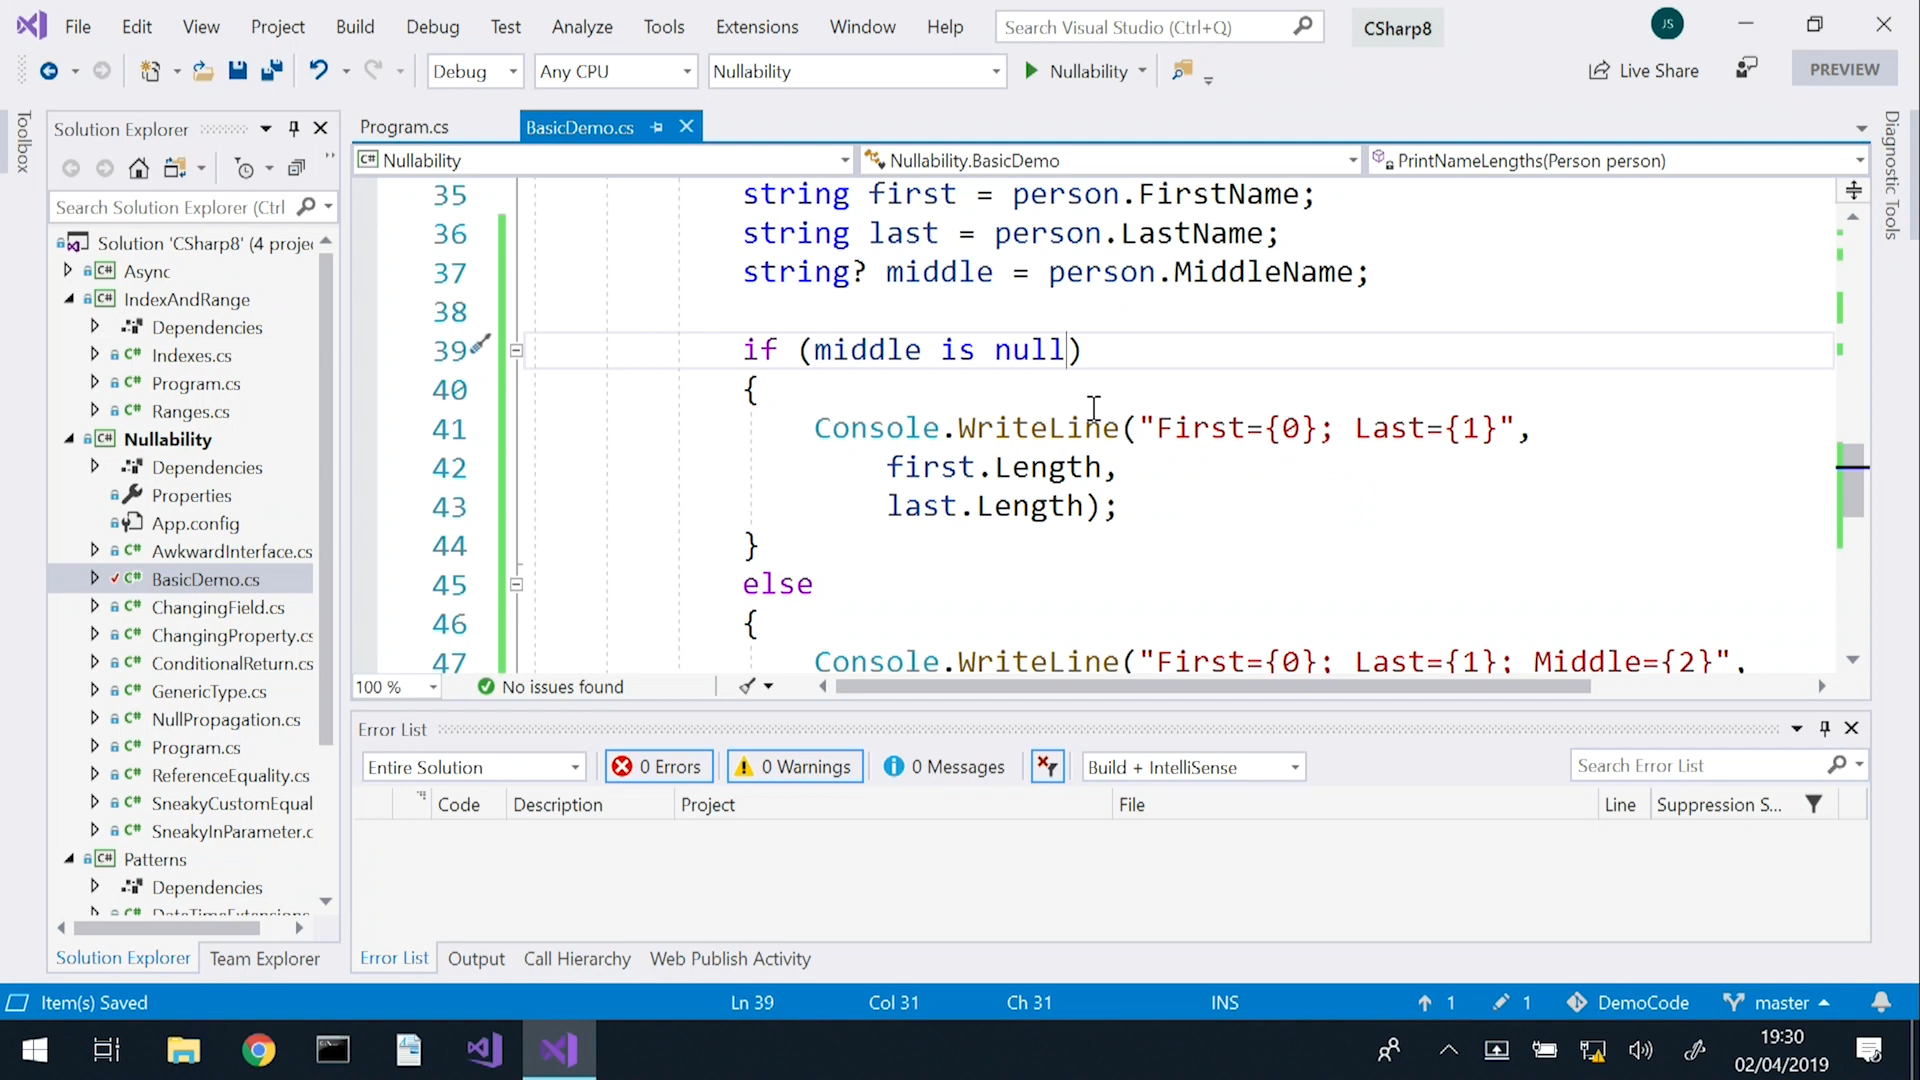 File Edit View Project Build Debug Test Analyze Tools Extensions Window Help Search Visual Studio (Ctrl+Q) CSharp8 JS
Debug Any CPU Nullability Nullability Live Share PREVIEW
Toolbox
Solution Explorer
Search Solution Explorer (Ctrl
Solution 'CSharp8' (4 proje
C# Async
C# IndexAndRange
Dependencies
C# Indexes.cs
C# Program.cs
C# Ranges.cs
C# Nullability
Dependencies
Properties
App.config
C# AwkwardInterface.cs
C# BasicDemo.cs
C# ChangingField.cs
C# ChangingProperty.cs
C# ConditionalReturn.cs
C# GenericType.cs
C# NullPropagation.cs
C# Program.cs
C# ReferenceEquality.cs
C# SneakyCustomEqual
C# SneakyInParameter.c
C# Patterns
Dependencies
C# DateTimeExtensions
Solution Explorer Team Explorer
Program.cs BasicDemo.cs
C# Nullability Nullability.BasicDemo PrintNameLengths(Person person)
35 string first = person.FirstName;
36 string last = person.LastName;
37 string? middle = person.MiddleName;
38
39 if (middle is null)
40 {
41 Console.WriteLine("First={0}; Last={1}",
42 first.Length,
43 last.Length);
44 }
45 else
46 {
47 Console.WriteLine("First={0}; Last={1}; Middle={2}",
100 % No issues found
Diagnostic Tools
Error List
Entire Solution 0 Errors 0 Warnings 0 Messages Build + IntelliSense Search Error List
Code Description Project File Line Suppression S...
Error List Output Call Hierarchy Web Publish Activity
Item(s) Saved Ln 39 Col 31 Ch 31 INS 1 1 DemoCode master
19:30
02/04/2019